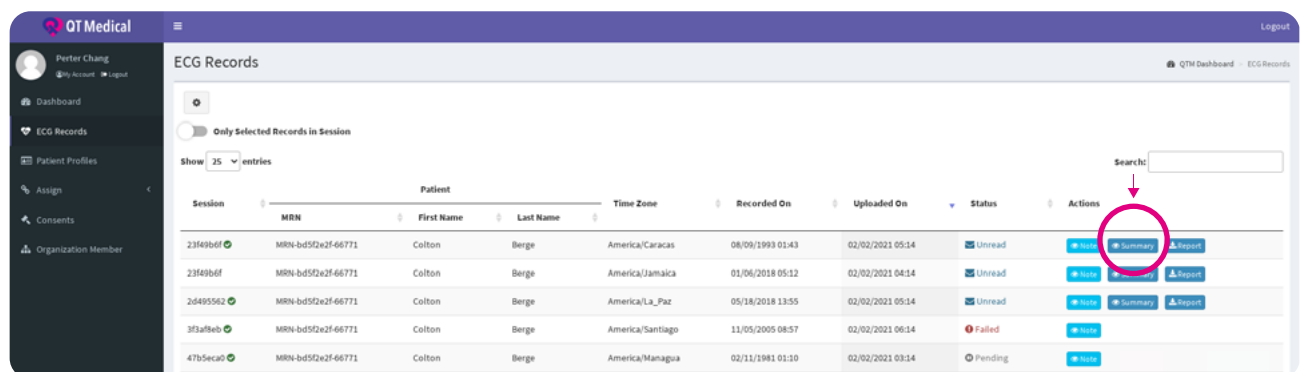 QT Medical
Logout
Perter Chang
My Account Logout
ECG Records
QTM Dashboard - ECG Records
Dashboard
ECG Records
Patient Profiles
Assign
Consents
Organization Member
Only Selected Records in Session
Show 25 entries
Search:
Patient
Session Time Zone Recorded On Uploaded On Status Actions
MRN First Name Last Name
23f49b6f MRN-bd5f2e2f-66771 Colton Berge America/Caracas 08/09/1993 01:43 02/02/2021 05:14 Unread Note Summary Report
23f49b6f MRN-bd5f2e2f-66771 Colton Berge America/Jamaica 01/06/2018 05:12 02/02/2021 04:14 Unread Note Summary Report
2d495562 MRN-bd5f2e2f-66771 Colton Berge America/La_Paz 05/18/2018 13:55 02/02/2021 05:14 Unread Note Summary Report
3f3af8eb MRN-bd5f2e2f-66771 Colton Berge America/Santiago 11/05/2005 08:57 02/02/2021 06:14 Failed Note
47b5eca0 MRN-bd5f2e2f-66771 Colton Berge America/Managua 02/11/1981 01:10 02/02/2021 03:14 Pending Note